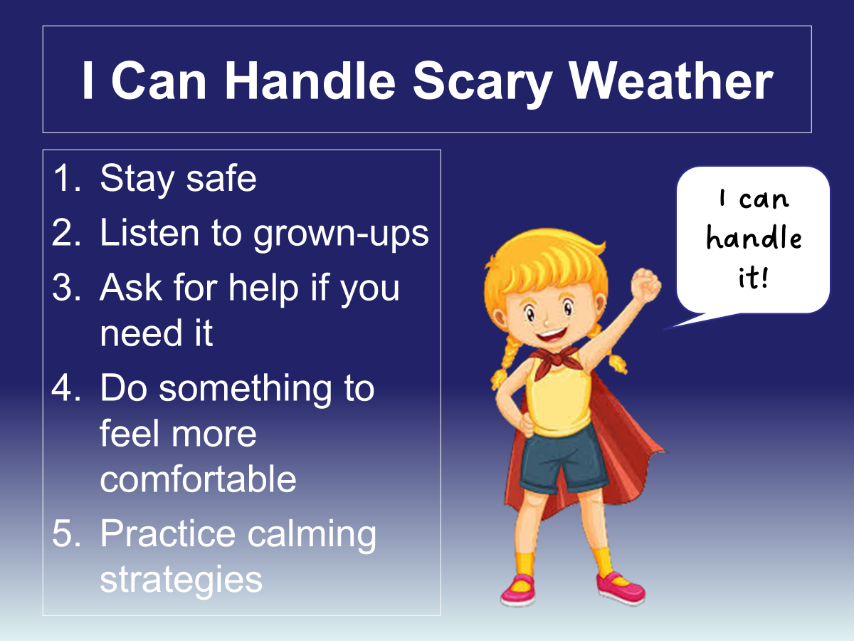 I Can Handle Scary Weather
1. Stay safe
2. Listen to grown-ups
3. Ask for help if you
need it
4. Do something to
feel more
comfortable
5. Practice calming
strategies
I can
handle
it!